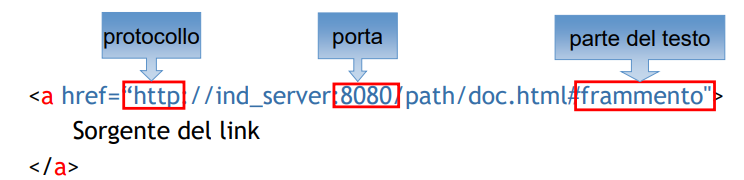 protocollo porta parte del testo
<a href=“http://ind_server:8080/path/doc.html#frammento">
Sorgente del link
</a>